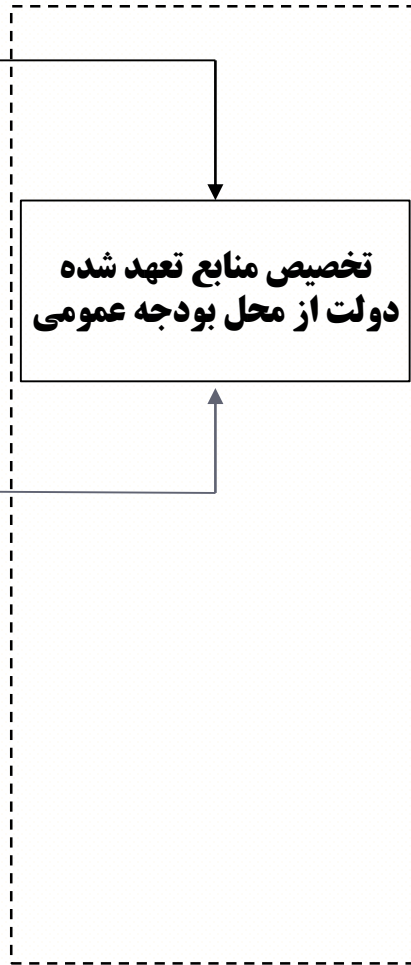 تخصیص منابع تعهد شده
دولت از محل بودجه عمومی